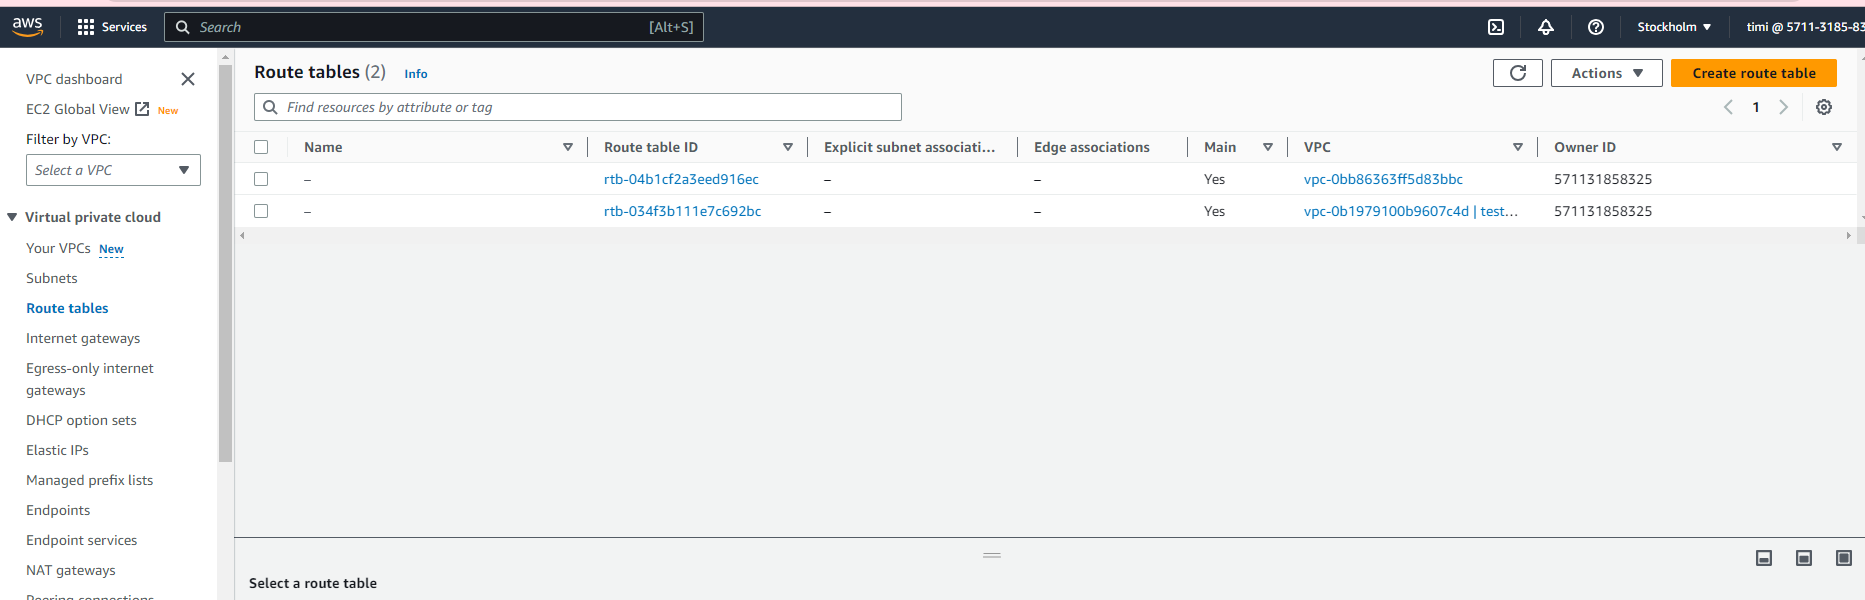 aws Services Search [Alt+S] Stockholm timi @ 5711-3185-83
VPC dashboard
EC2 Global View New
Filter by VPC:
Select a VPC
Virtual private cloud
Your VPCs New
Subnets
Route tables
Internet gateways
Egress-only internet
gateways
DHCP option sets
Elastic IPs
Managed prefix lists
Endpoints
Endpoint services
NAT gateways
Peering connections
Route tables (2) Info
Actions Create route table
Find resources by attribute or tag
1
Name Route table ID Explicit subnet associati... Edge associations Main VPC Owner ID
– rtb-04b1cf2a3eed916ec – – Yes vpc-0bb86363ff5d83bbc 571131858325
– rtb-034f3b111e7c692bc – – Yes vpc-0b1979100b9607c4d | test... 571131858325
Select a route table